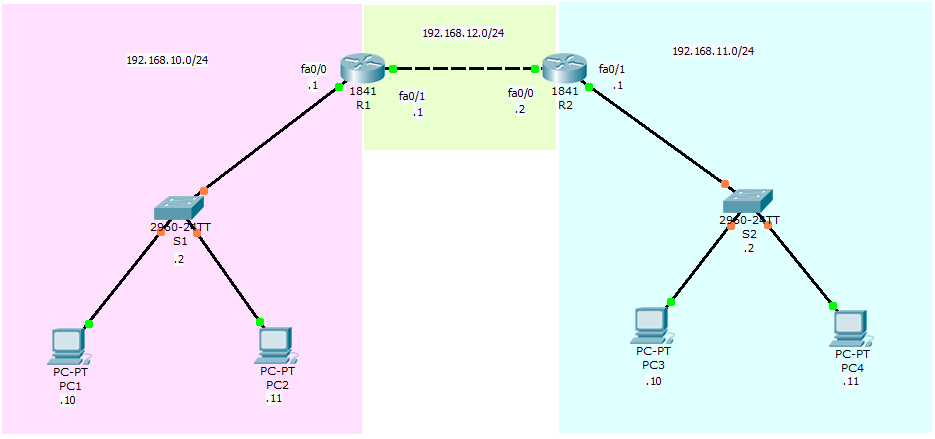 192.168.10.0/24
fa0/0
.1
1841
R1
192.168.12.0/24
fa0/1
.1
fa0/0
.2
1841
R2
192.168.11.0/24
fa0/1
.1
2960-24TT
S1
.2
PC-PT
PC1
.10
PC-PT
PC2
.11
2960-24TT
S2
.2
PC-PT
PC3
.10
PC-PT
PC4
.11